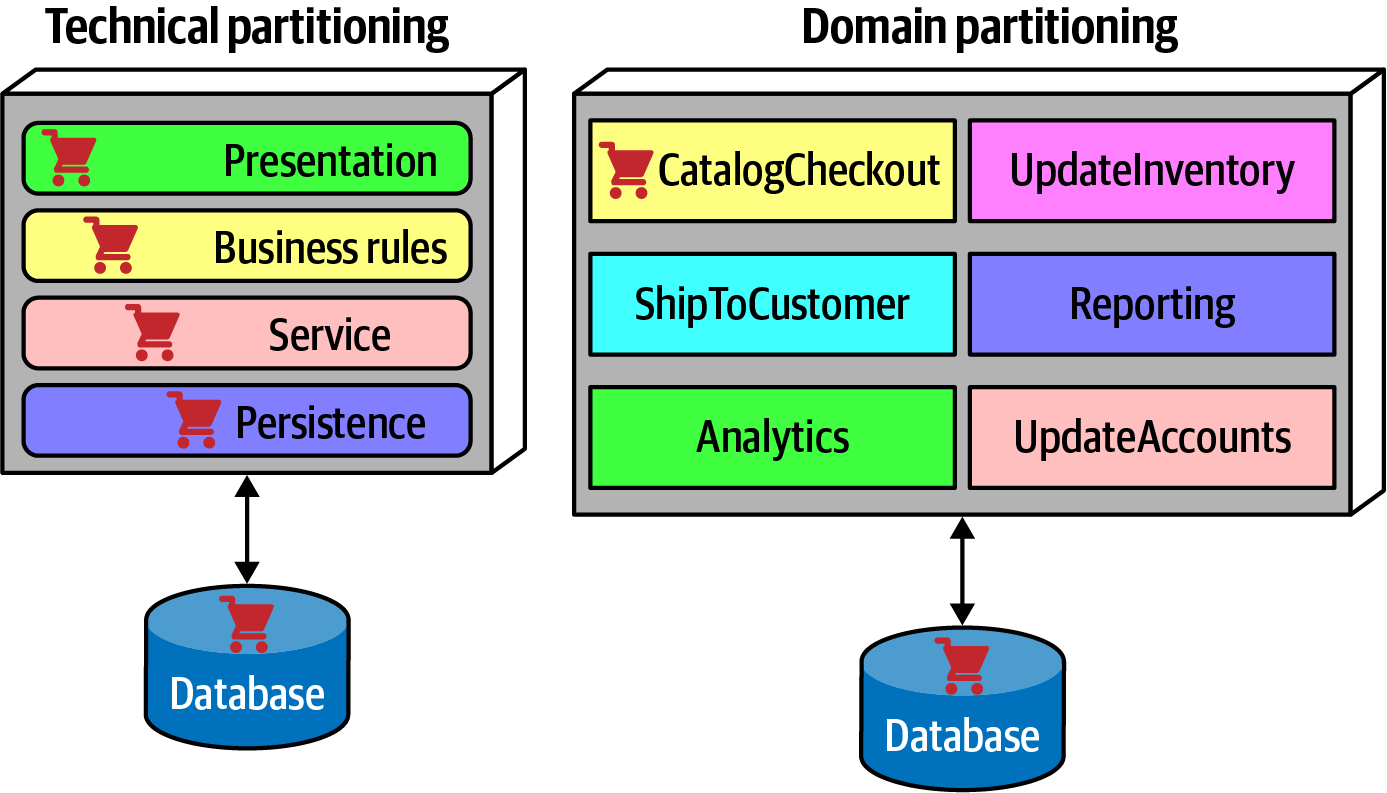 Technical partitioning
Presentation
Business rules
Service
Persistence
Database
Domain partitioning
CatalogCheckout
UpdateInventory
ShipToCustomer
Reporting
Analytics
UpdateAccounts
Database